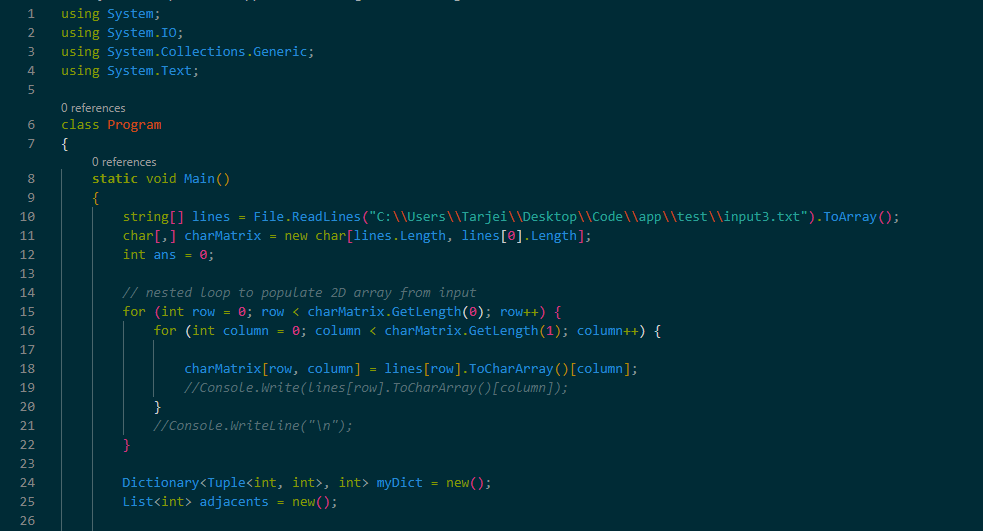 1 using System;
2 using System.IO;
3 using System.Collections.Generic;
4 using System.Text;
5
0 references
6 class Program
7 {
0 references
8 static void Main()
9 {
10 string[] lines = File.ReadLines("C:\\Users\\Tarjei\\Desktop\\Code\\app\\test\\input3.txt").ToArray();
11 char[,] charMatrix = new char[lines.Length, lines[0].Length];
12 int ans = 0;
13
14 // nested loop to populate 2D array from input
15 for (int row = 0; row < charMatrix.GetLength(0); row++) {
16 for (int column = 0; column < charMatrix.GetLength(1); column++) {
17
18 charMatrix[row, column] = lines[row].ToCharArray()[column];
19 //Console.Write(lines[row].ToCharArray()[column]);
20 }
21 //Console.WriteLine("\n");
22 }
23
24 Dictionary<Tuple<int, int>, int> myDict = new();
25 List<int> adjacents = new();
26